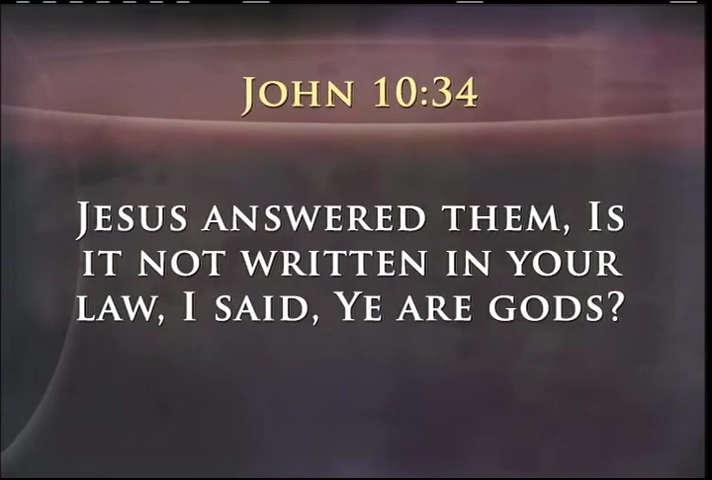 John 10:34
Jesus answered them, Is
it not written in your
law, I said, Ye are gods?